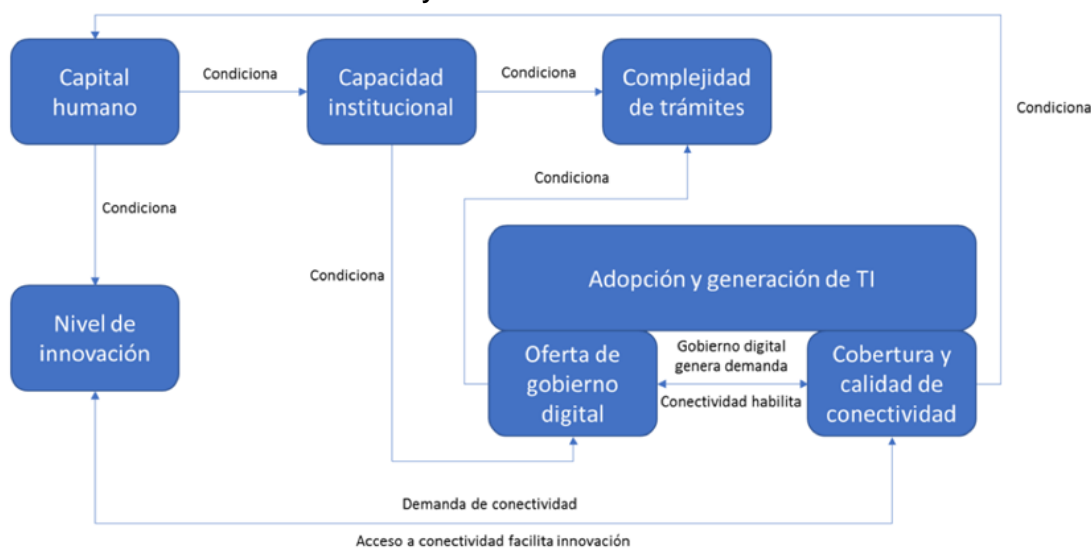 Capital
humano
Condiciona
Capacidad
institucional
Condiciona
Complejidad
de trámites
Condiciona
Condiciona
Condiciona
Condiciona
Adopción y generación de TI
Nivel de
innovación
Oferta de
gobierno
digital
Gobierno digital
genera demanda
Conectividad habilita
Cobertura y
calidad de
conectividad
Demanda de conectividad
Acceso a conectividad facilita innovación